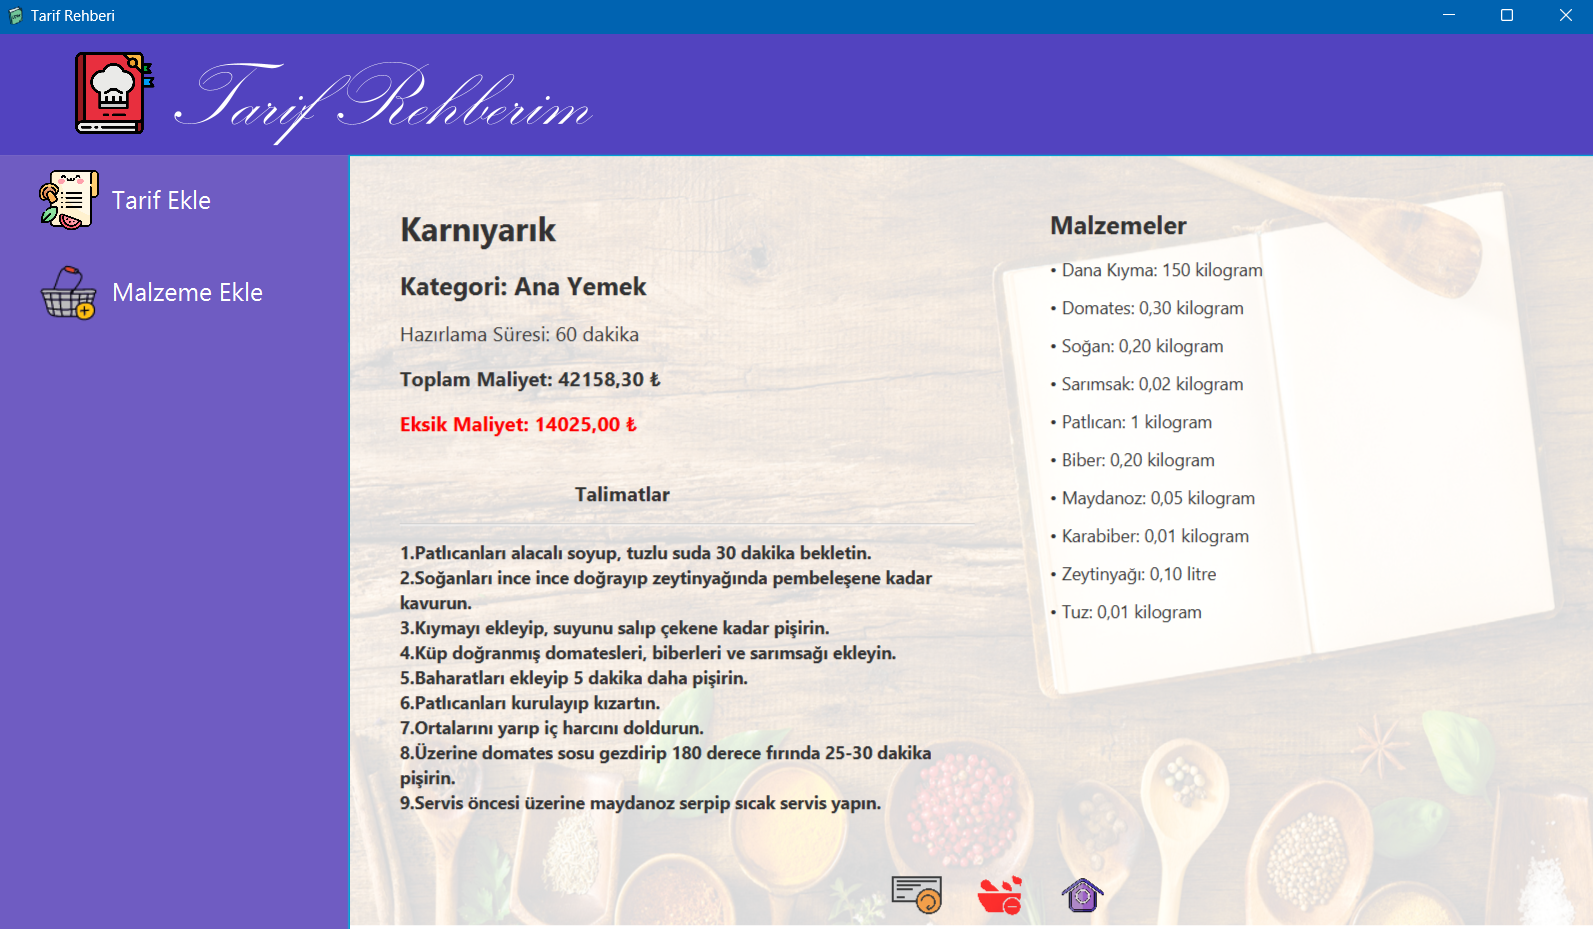 Tarif Rehberi
Tarif Rehberim
Tarif Ekle
Malzeme Ekle
Karnıyarık
Kategori: Ana Yemek
Hazırlama Süresi: 60 dakika
Toplam Maliyet: 42158,30 ₺
Eksik Maliyet: 14025,00 ₺
Talimatlar
1.Patlıcanları alacalı soyup, tuzlu suda 30 dakika bekletin.
2.Soğanları ince ince doğrayıp zeytinyağında pembeleşene kadar
kavurun.
3.Kıymayı ekleyip, suyunu salıp çekene kadar pişirin.
4.Küp doğranmış domatesleri, biberleri ve sarımsağı ekleyin.
5.Baharatları ekleyip 5 dakika daha pişirin.
6.Patlıcanları kurulayıp kızartın.
7.Ortalarını yarıp iç harcını doldurun.
8.Üzerine domates sosu gezdirip 180 derece fırında 25-30 dakika
pişirin.
9.Servis öncesi üzerine maydanoz serpip sıcak servis yapın.
Malzemeler
• Dana Kıyma: 150 kilogram
• Domates: 0,30 kilogram
• Soğan: 0,20 kilogram
• Sarımsak: 0,02 kilogram
• Patlıcan: 1 kilogram
• Biber: 0,20 kilogram
• Maydanoz: 0,05 kilogram
• Karabiber: 0,01 kilogram
• Zeytinyağı: 0,10 litre
• Tuz: 0,01 kilogram